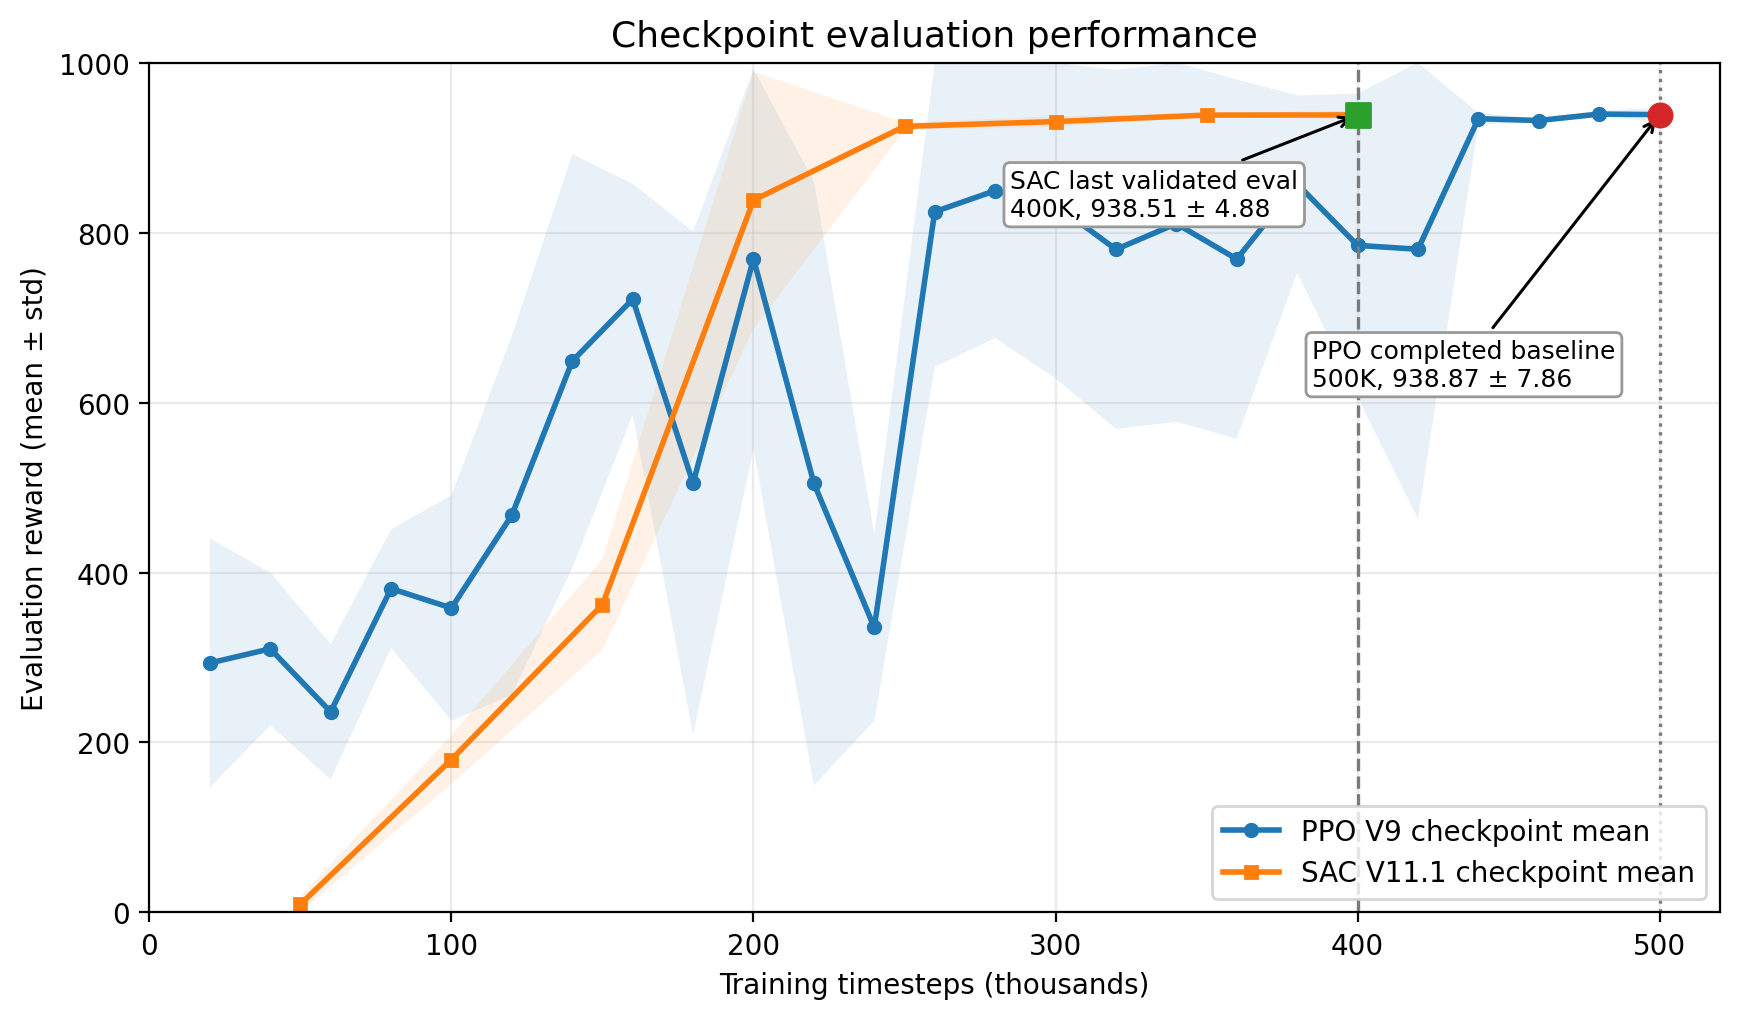 Checkpoint evaluation performance
Evaluation reward (mean ± std)
1000
800
600
400
200
0
SAC last validated eval
400K, 938.51 ± 4.88
PPO completed baseline
500K, 938.87 ± 7.86
PPO V9 checkpoint mean
SAC V11.1 checkpoint mean
0 100 200 300 400 500
Training timesteps (thousands)